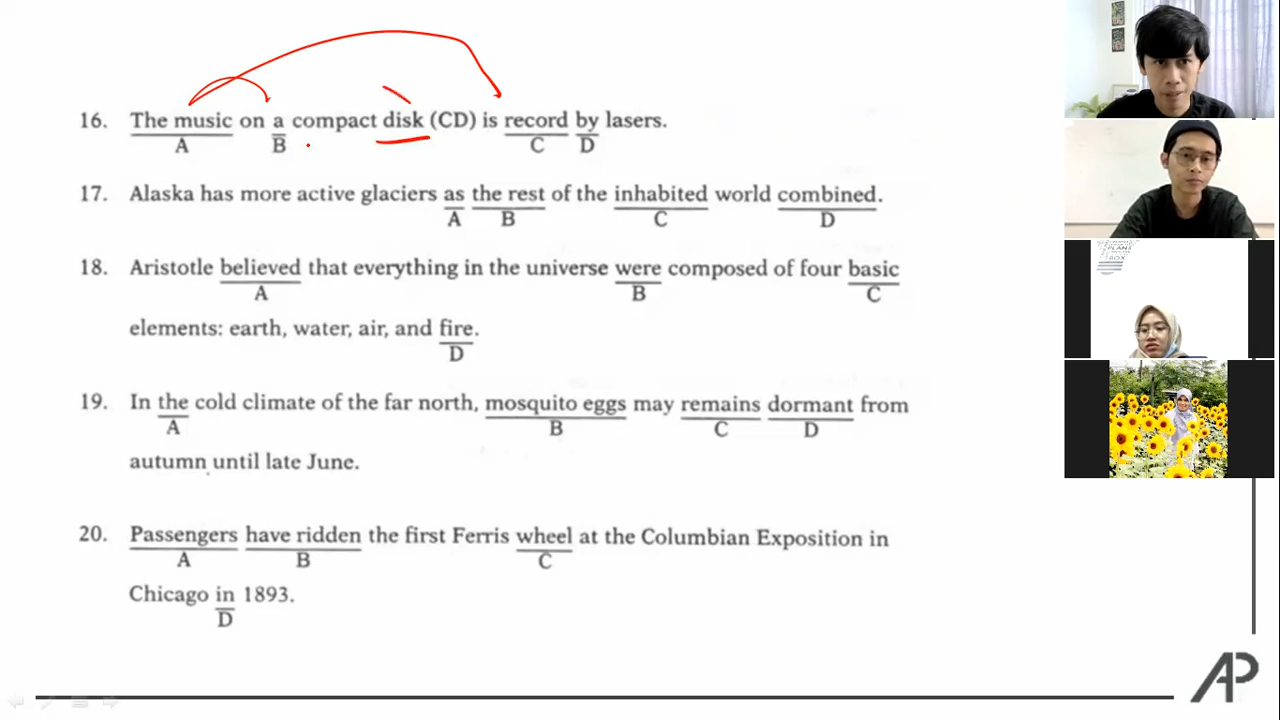 16. The music on a compact disk (CD) is record by lasers.
A B C D
17. Alaska has more active glaciers as the rest of the inhabited world combined.
A B C D
18. Aristotle believed that everything in the universe were composed of four basic
A B C
elements: earth, water, air, and fire.
D
19. In the cold climate of the far north, mosquito eggs may remains dormant from
A B C D
autumn until late June.
20. Passengers have ridden the first Ferris wheel at the Columbian Exposition in
A B C
Chicago in 1893.
D
AP